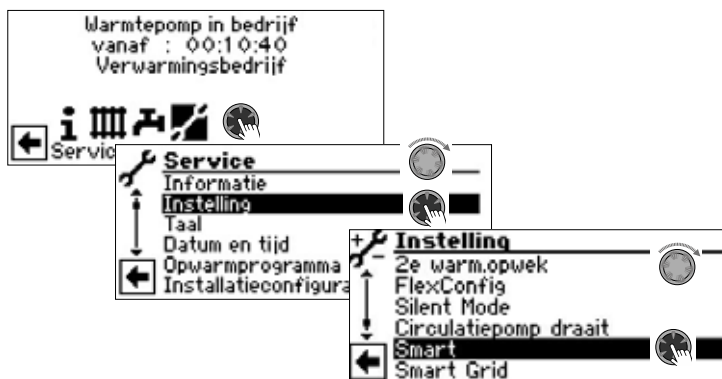 Warmtepomp in bedrijf
vanaf : 00:10:40
Verwarmingsbedrijf
Servic
Service
Informatie
Instelling
Taal
Datum en tijd
Opwarmprogramma
Installatieconfigura
Instelling
2e warm.opwek
FlexConfig
Silent Mode
Circulatiepomp draait
Smart
Smart Grid